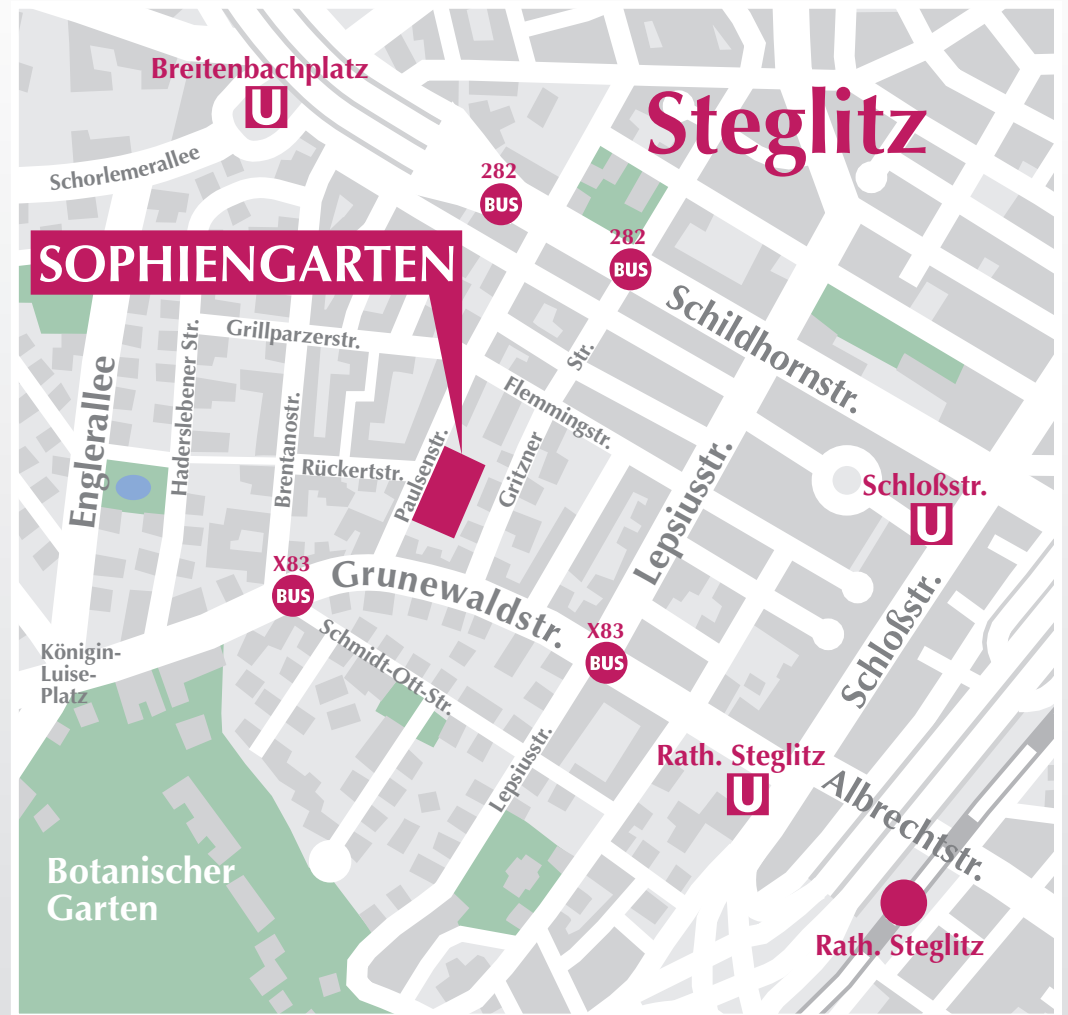 Breitenbachplatz
U
Steglitz
Schorlemerallee
282
BUS
282
BUS
SOPHIENGARTEN
Schildhornstr.
Grillparzerstr.
Str.
Flemmingstr.
Englerallee
Haderslebener Str.
Brentanostr.
Rückertstr.
Paulsenstr.
Gritzner
Lepsiusstr.
Schloßstr.
U
X83
BUS
Grunewaldstr.
Schloßstr.
X83
BUS
Schmidt-Ott-Str.
Königin-
Luise-
Platz
Lepsiusstr.
Rath. Steglitz
U
Albrechtstr.
Botanischer
Garten
Rath. Steglitz